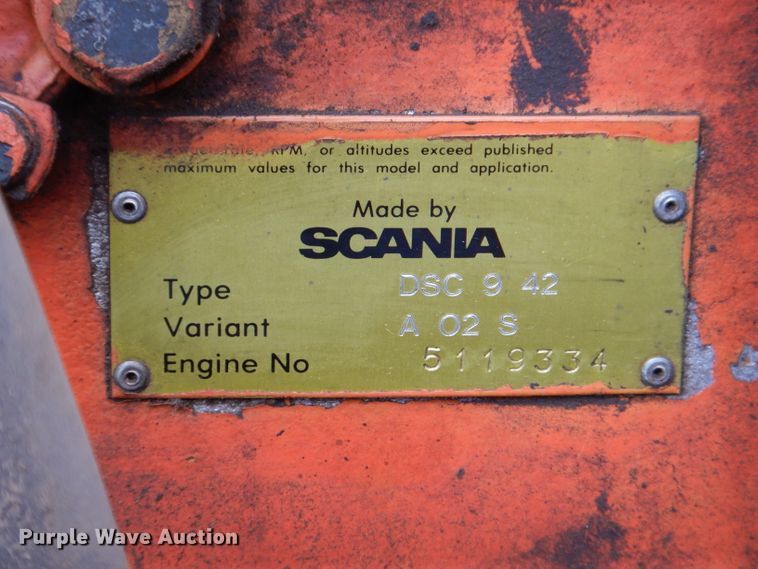 RPM, or altitudes exceed published
maximum values for this model and application.
Made by
SCANIA
Type DSC 9 42
Variant A 02 S
Engine No 5119334
Purple Wave Auction